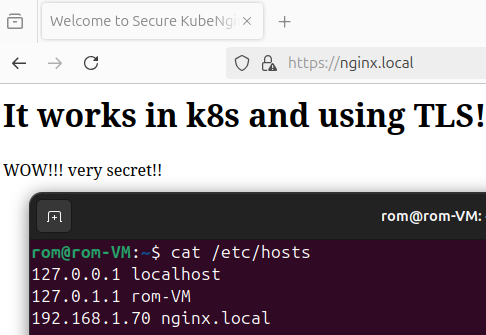 Welcome to Secure KubeNgi
https://nginx.local
It works in k8s and using TLS!
WOW!!! very secret!!
rom@rom-VM:
rom@rom-VM:~$ cat /etc/hosts
127.0.0.1 localhost
127.0.1.1 rom-VM
192.168.1.70 nginx.local